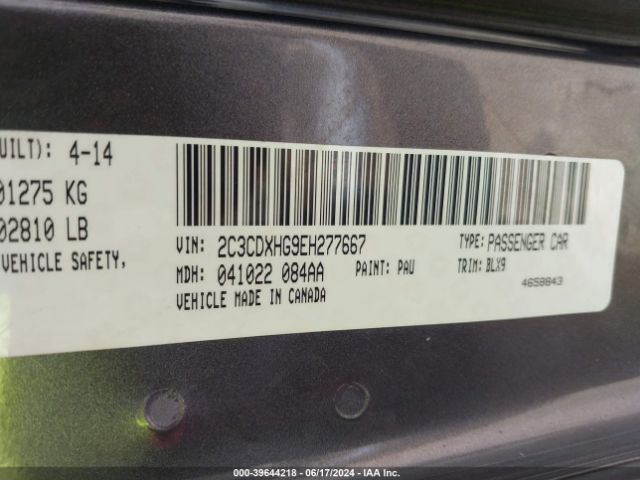 UILT): 4-14
01275 KG
02810 LB
VEHICLE SAFETY,
VIN: 2C3CDXHG9EH277667
TYPE: PASSENGER CAR
MDH: 041022 084AA
PAINT: PAU
TRIM: BLX9
VEHICLE MADE IN CANADA
4658843
000-39644218 - 06/17/2024 - IAA Inc.